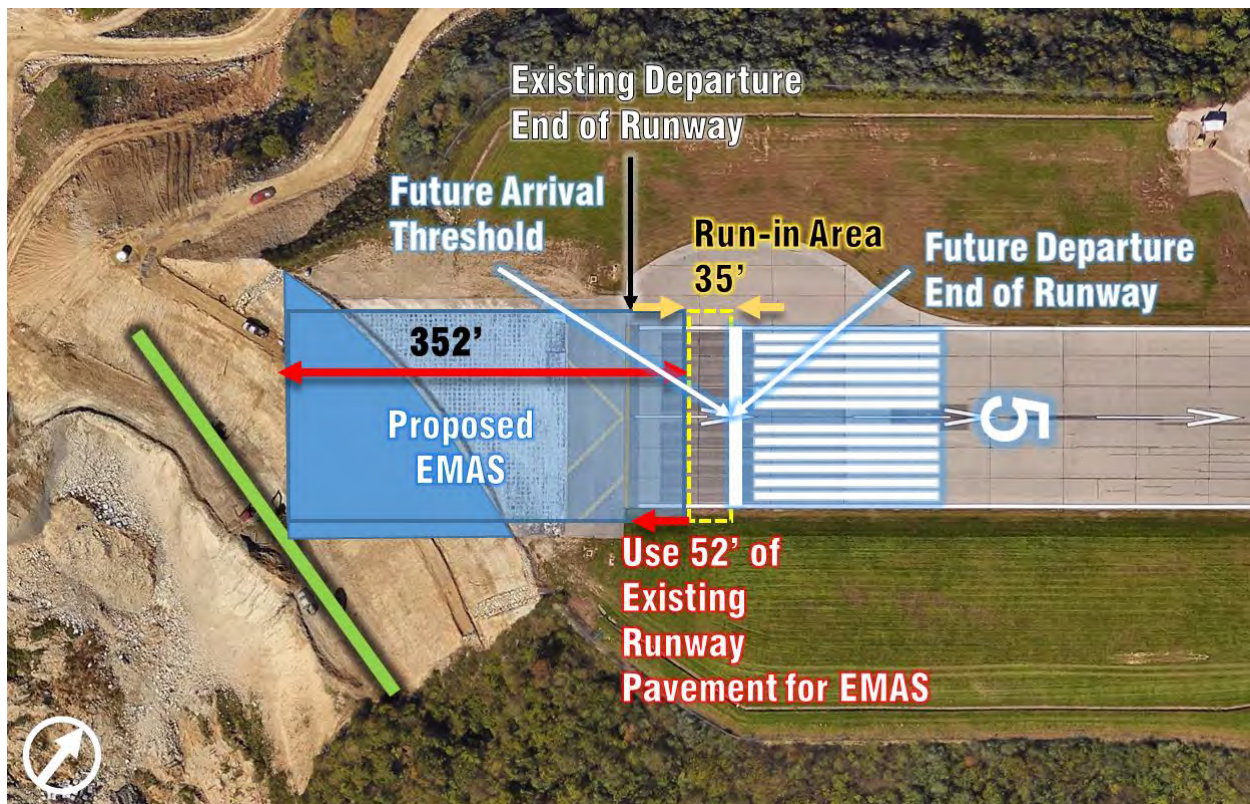 Existing Departure
End of Runway
Future Arrival
Threshold
Run-in Area
35’
Future Departure
End of Runway
352’
Proposed
EMAS
5
Use 52’ of
Existing
Runway
Pavement for EMAS